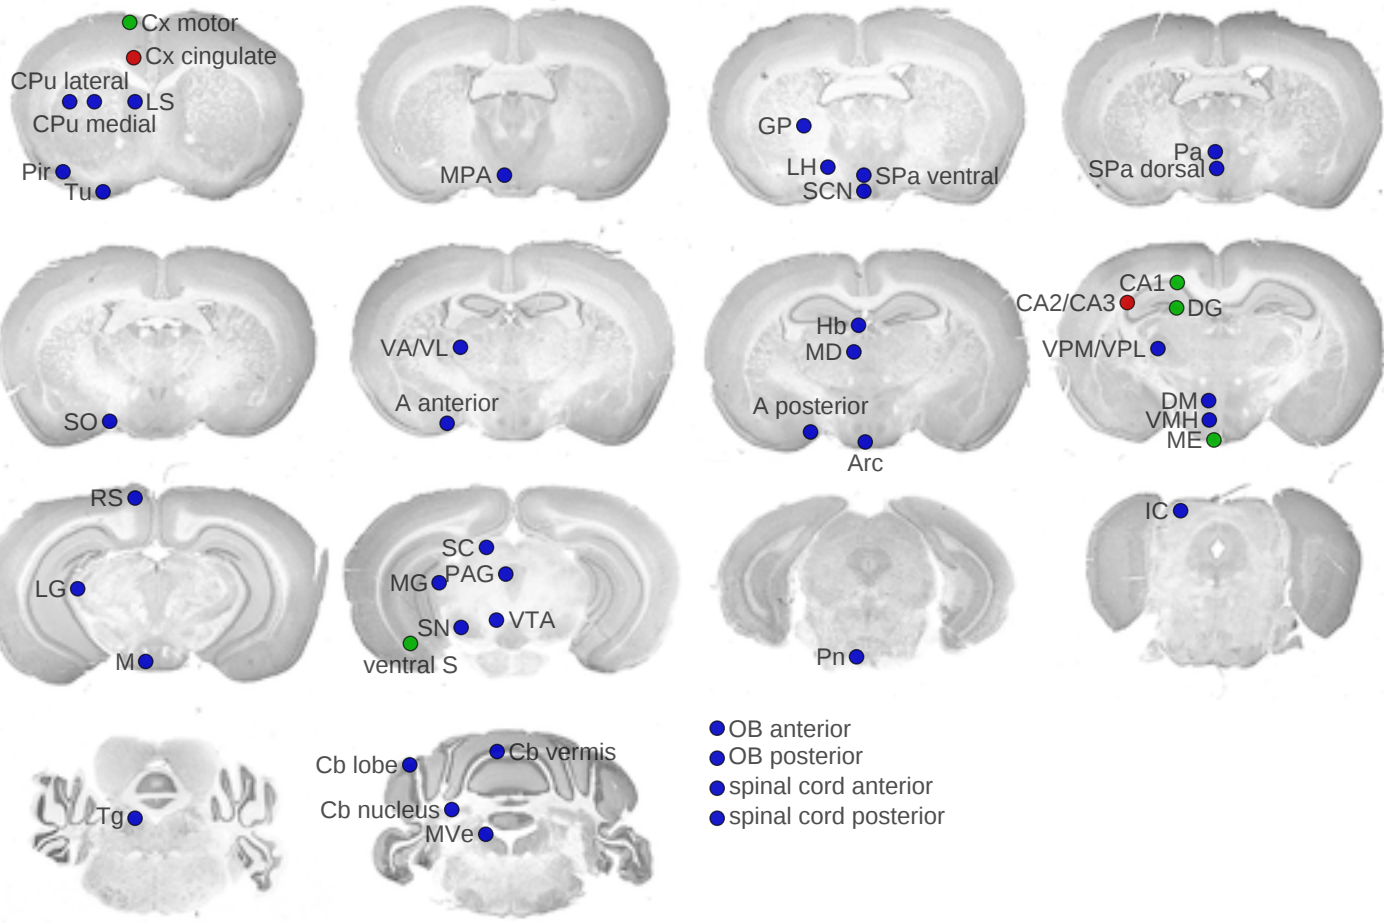 Cx motor
Cx cingulate
CPu lateral
LS
CPu medial
Pir
Tu
MPA
GP
LH
SPa ventral
SCN
Pa
SPa dorsal
SO
VA/VL
A anterior
Hb
MD
A posterior
Arc
CA1
CA2/CA3
DG
VPM/VPL
DM
VMH
ME
RS
LG
M
SC
MG
PAG
SN
VTA
ventral S
Pn
IC
Tg
Cb vermis
Cb lobe
Cb nucleus
MVe
OB anterior
OB posterior
spinal cord anterior
spinal cord posterior